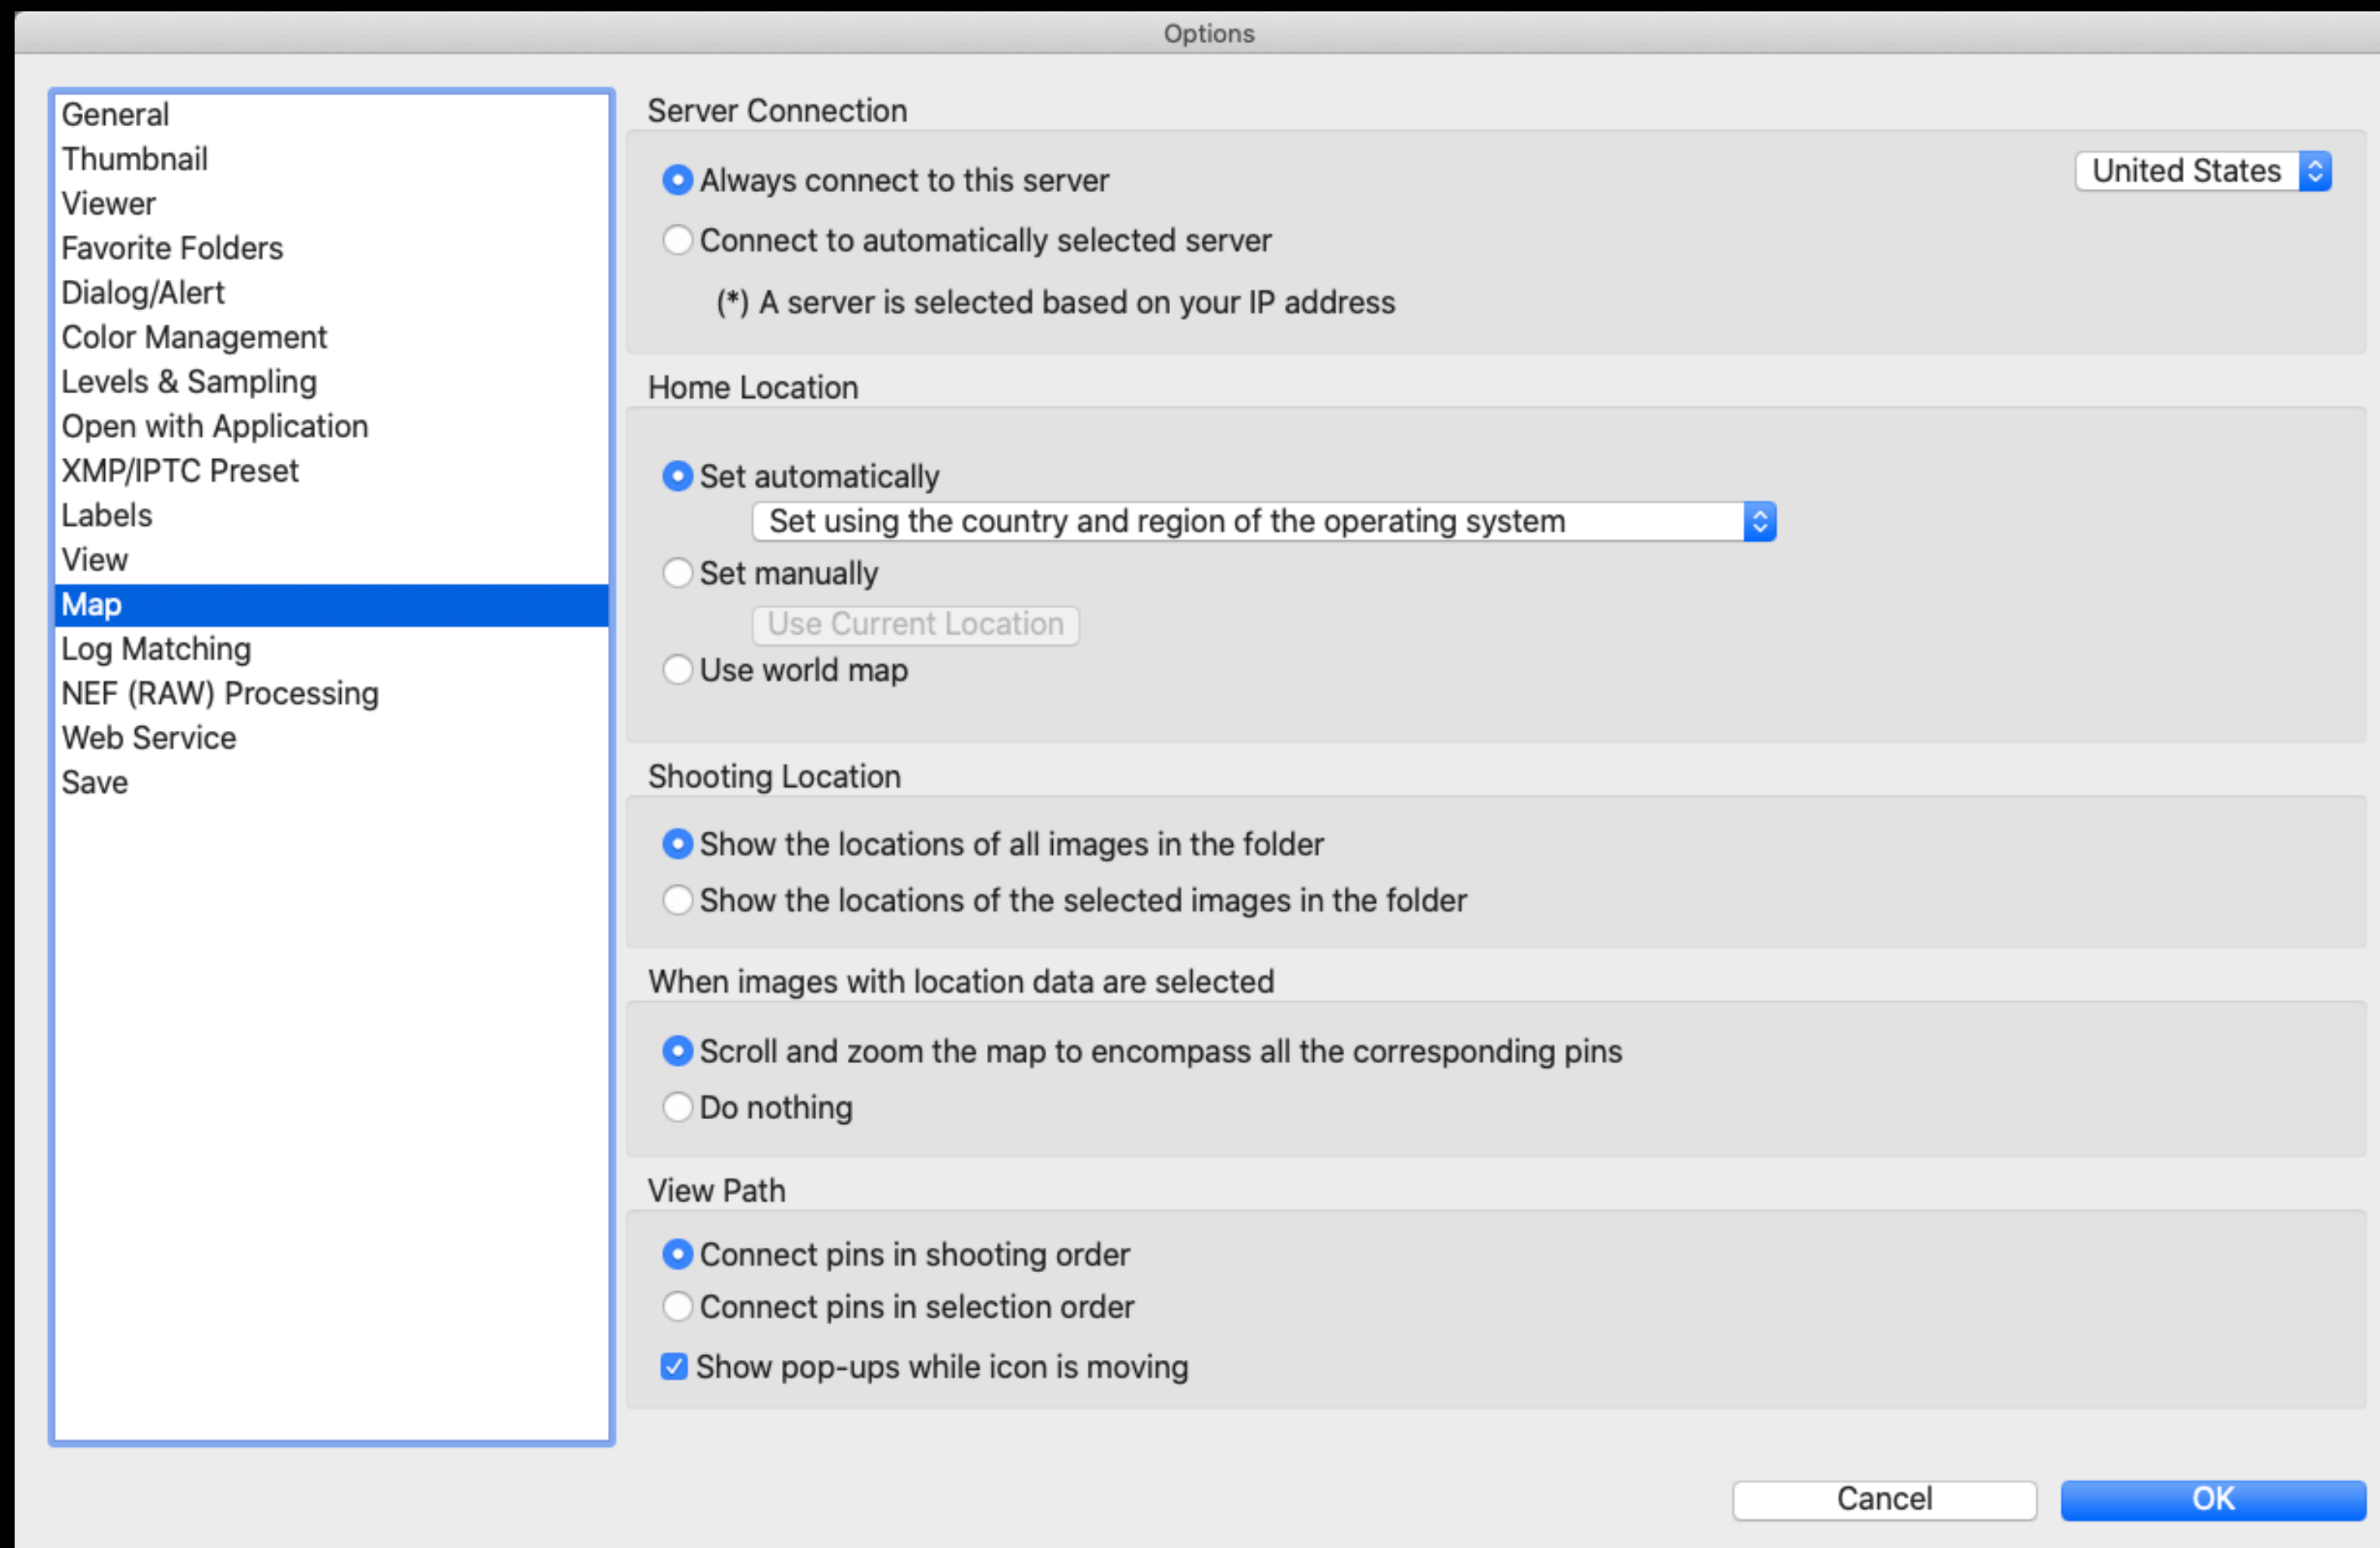 Options
General
Thumbnail
Viewer
Favorite Folders
Dialog/Alert
Color Management
Levels & Sampling
Open with Application
XMP/IPTC Preset
Labels
View
Map
Log Matching
NEF (RAW) Processing
Web Service
Save
Server Connection
Always connect to this server
United States
Connect to automatically selected server
(*) A server is selected based on your IP address
Home Location
Set automatically
Set using the country and region of the operating system
Set manually
Use Current Location
Use world map
Shooting Location
Show the locations of all images in the folder
Show the locations of the selected images in the folder
When images with location data are selected
Scroll and zoom the map to encompass all the corresponding pins
Do nothing
View Path
Connect pins in shooting order
Connect pins in selection order
Show pop-ups while icon is moving
Cancel
OK